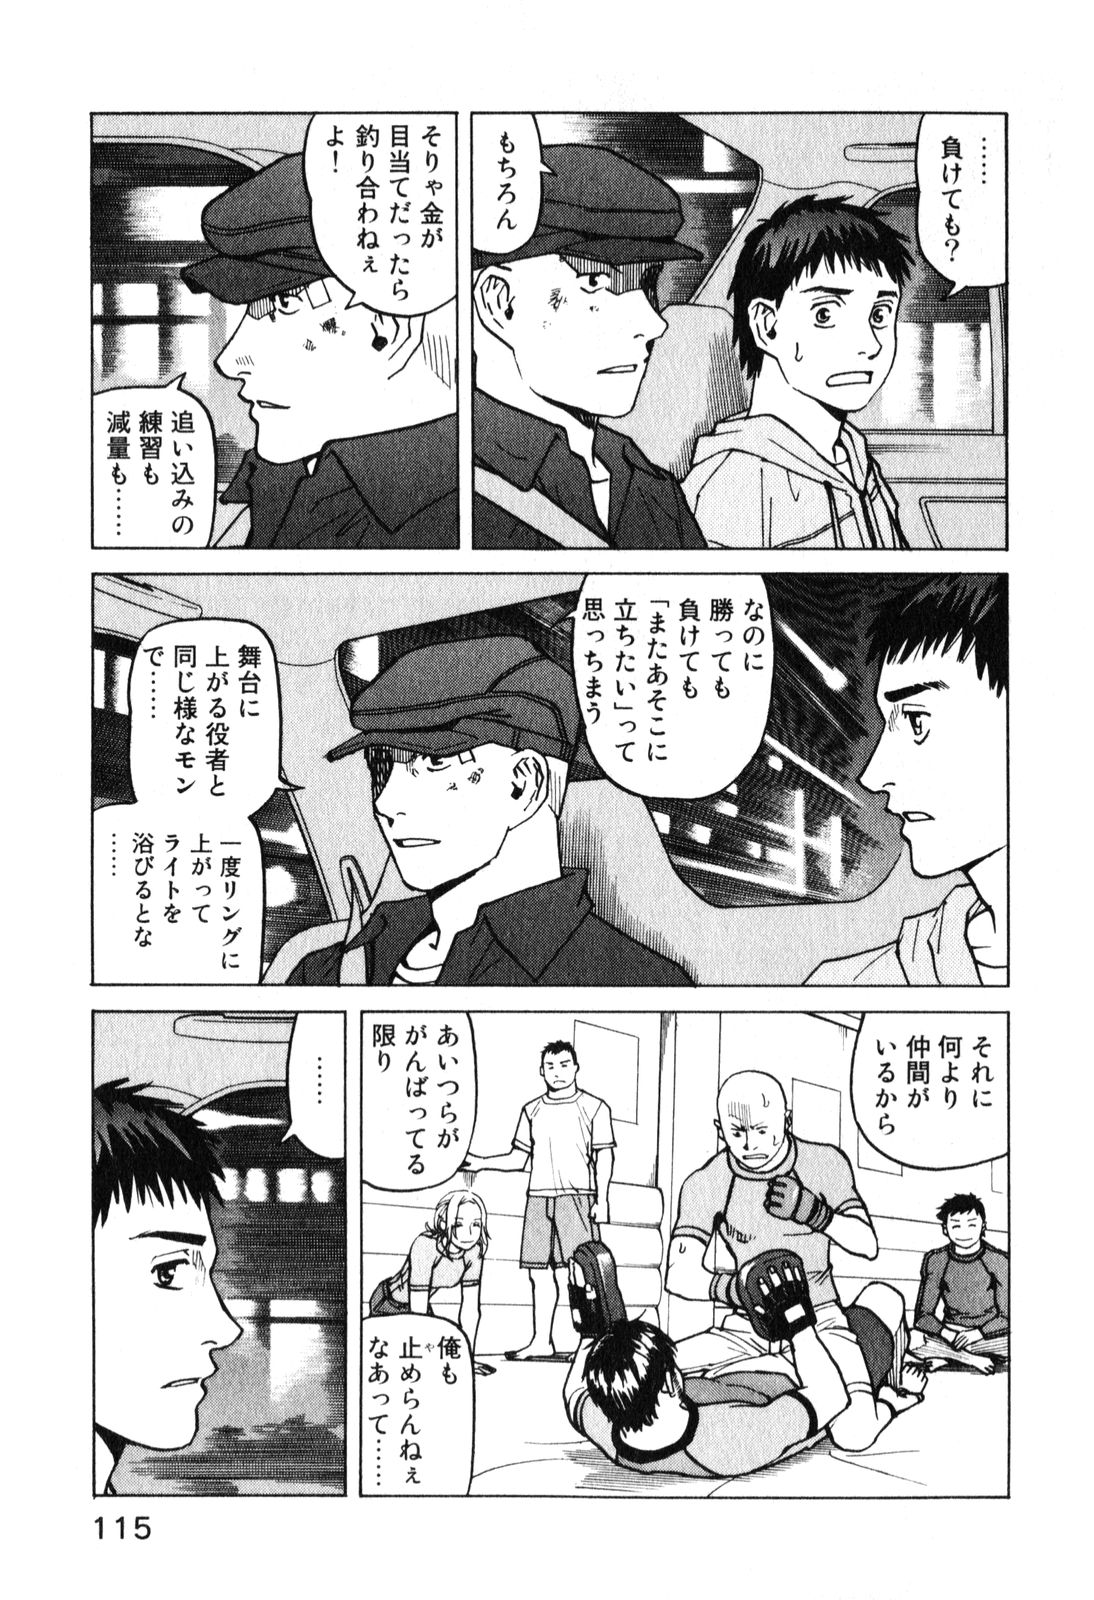 ……
負けても？
もちろん
そりゃ金が
目当てだったら
釣り合わねぇ
よ！
追い込みの
練習も
減量も……
なのに
勝っても
負けても
「またあそこに
立ちたい」って
思っちまう
舞台に
上がる役者と
同じ様なモン
で……
一度リングに
上がって
ライトを
浴びるとな
……
それに
何より
仲間が
いるから
あいつらが
がんばってる
限り
俺も
止めらんねぇ
や
なあって……
……
115